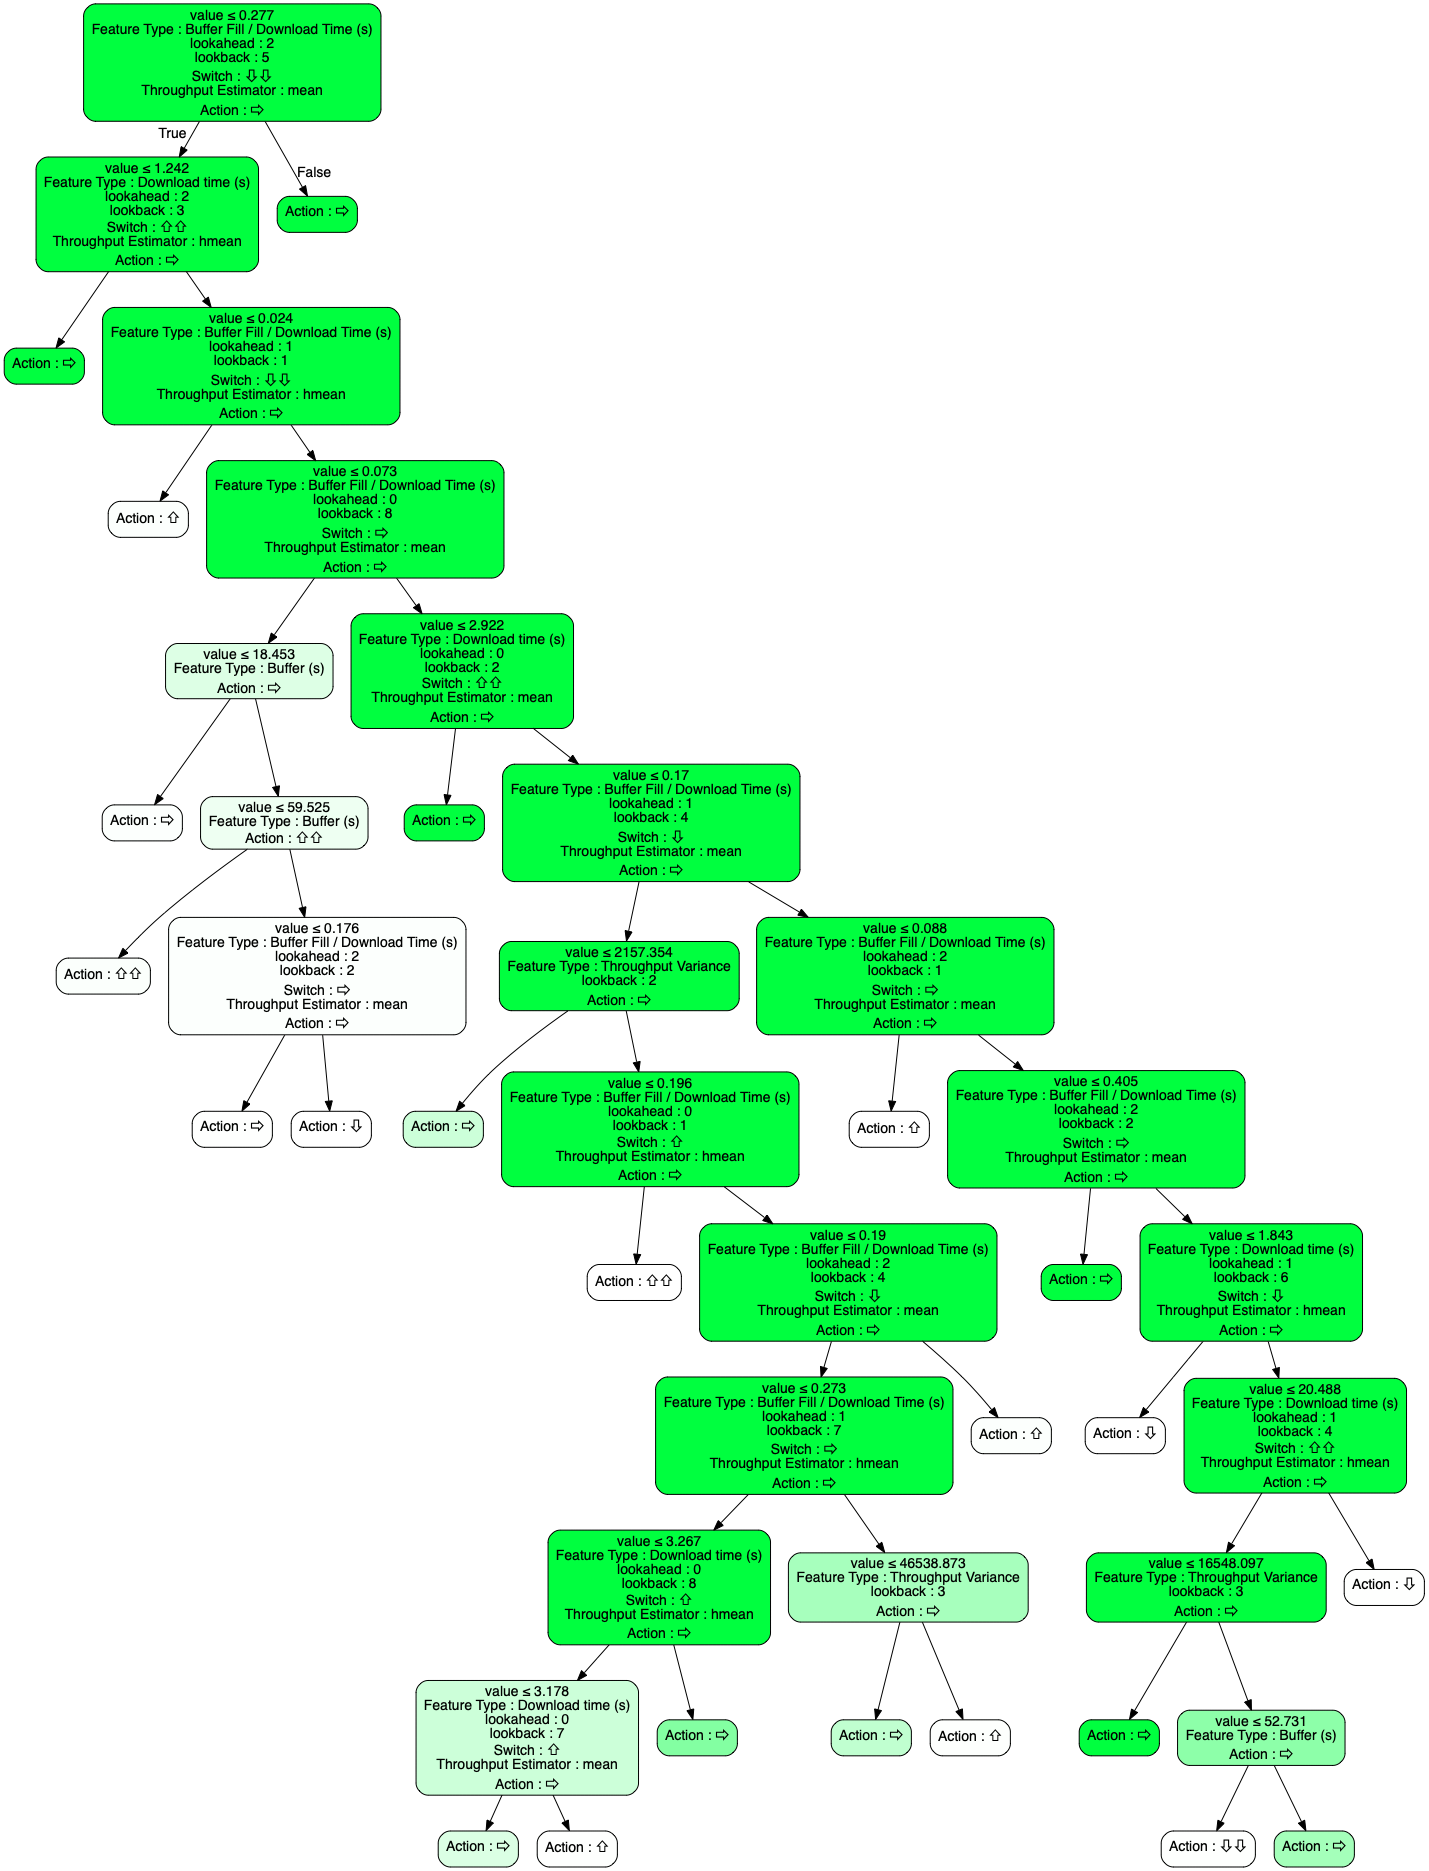 value ≤ 0.277
Feature Type : Buffer Fill / Download Time (s)
lookahead : 2
lookback : 5
Switch : ⇩⇩
Throughput Estimator : mean
Action : ⇨
True
False
value ≤ 1.242
Feature Type : Download time (s)
lookahead : 2
lookback : 3
Switch : ⇧⇧
Throughput Estimator : hmean
Action : ⇨
Action : ⇨
Action : ⇨
value ≤ 0.024
Feature Type : Buffer Fill / Download Time (s)
lookahead : 1
lookback : 1
Switch : ⇩⇩
Throughput Estimator : hmean
Action : ⇨
Action : ⇧
value ≤ 0.073
Feature Type : Buffer Fill / Download Time (s)
lookahead : 0
lookback : 8
Switch : ⇨
Throughput Estimator : mean
Action : ⇨
value ≤ 18.453
Feature Type : Buffer (s)
Action : ⇨
value ≤ 2.922
Feature Type : Download time (s)
lookahead : 0
lookback : 2
Switch : ⇧⇧
Throughput Estimator : mean
Action : ⇨
Action : ⇨
value ≤ 59.525
Feature Type : Buffer (s)
Action : ⇧⇧
Action : ⇨
value ≤ 0.17
Feature Type : Buffer Fill / Download Time (s)
lookahead : 1
lookback : 4
Switch : ⇩
Throughput Estimator : mean
Action : ⇨
Action : ⇧⇧
value ≤ 0.176
Feature Type : Buffer Fill / Download Time (s)
lookahead : 2
lookback : 2
Switch : ⇨
Throughput Estimator : mean
Action : ⇨
value ≤ 2157.354
Feature Type : Throughput Variance
lookback : 2
Action : ⇨
value ≤ 0.088
Feature Type : Buffer Fill / Download Time (s)
lookahead : 2
lookback : 1
Switch : ⇨
Throughput Estimator : mean
Action : ⇨
Action : ⇨
Action : ⇩
Action : ⇨
value ≤ 0.196
Feature Type : Buffer Fill / Download Time (s)
lookahead : 0
lookback : 1
Switch : ⇧
Throughput Estimator : hmean
Action : ⇨
Action : ⇧
value ≤ 0.405
Feature Type : Buffer Fill / Download Time (s)
lookahead : 2
lookback : 2
Switch : ⇨
Throughput Estimator : mean
Action : ⇨
Action : ⇧⇧
value ≤ 0.19
Feature Type : Buffer Fill / Download Time (s)
lookahead : 2
lookback : 4
Switch : ⇩
Throughput Estimator : mean
Action : ⇨
Action : ⇨
value ≤ 1.843
Feature Type : Download time (s)
lookahead : 1
lookback : 6
Switch : ⇩
Throughput Estimator : hmean
Action : ⇨
value ≤ 0.273
Feature Type : Buffer Fill / Download Time (s)
lookahead : 1
lookback : 7
Switch : ⇨
Throughput Estimator : hmean
Action : ⇨
Action : ⇧
Action : ⇩
value ≤ 20.488
Feature Type : Download time (s)
lookahead : 1
lookback : 4
Switch : ⇧⇧
Throughput Estimator : hmean
Action : ⇨
value ≤ 3.267
Feature Type : Download time (s)
lookahead : 0
lookback : 8
Switch : ⇧
Throughput Estimator : hmean
Action : ⇨
value ≤ 46538.873
Feature Type : Throughput Variance
lookback : 3
Action : ⇨
value ≤ 16548.097
Feature Type : Throughput Variance
lookback : 3
Action : ⇨
Action : ⇩
value ≤ 3.178
Feature Type : Download time (s)
lookahead : 0
lookback : 7
Switch : ⇧
Throughput Estimator : mean
Action : ⇨
Action : ⇨
Action : ⇨
Action : ⇧
Action : ⇨
value ≤ 52.731
Feature Type : Buffer (s)
Action : ⇨
Action : ⇨
Action : ⇧
Action : ⇩⇩
Action : ⇨